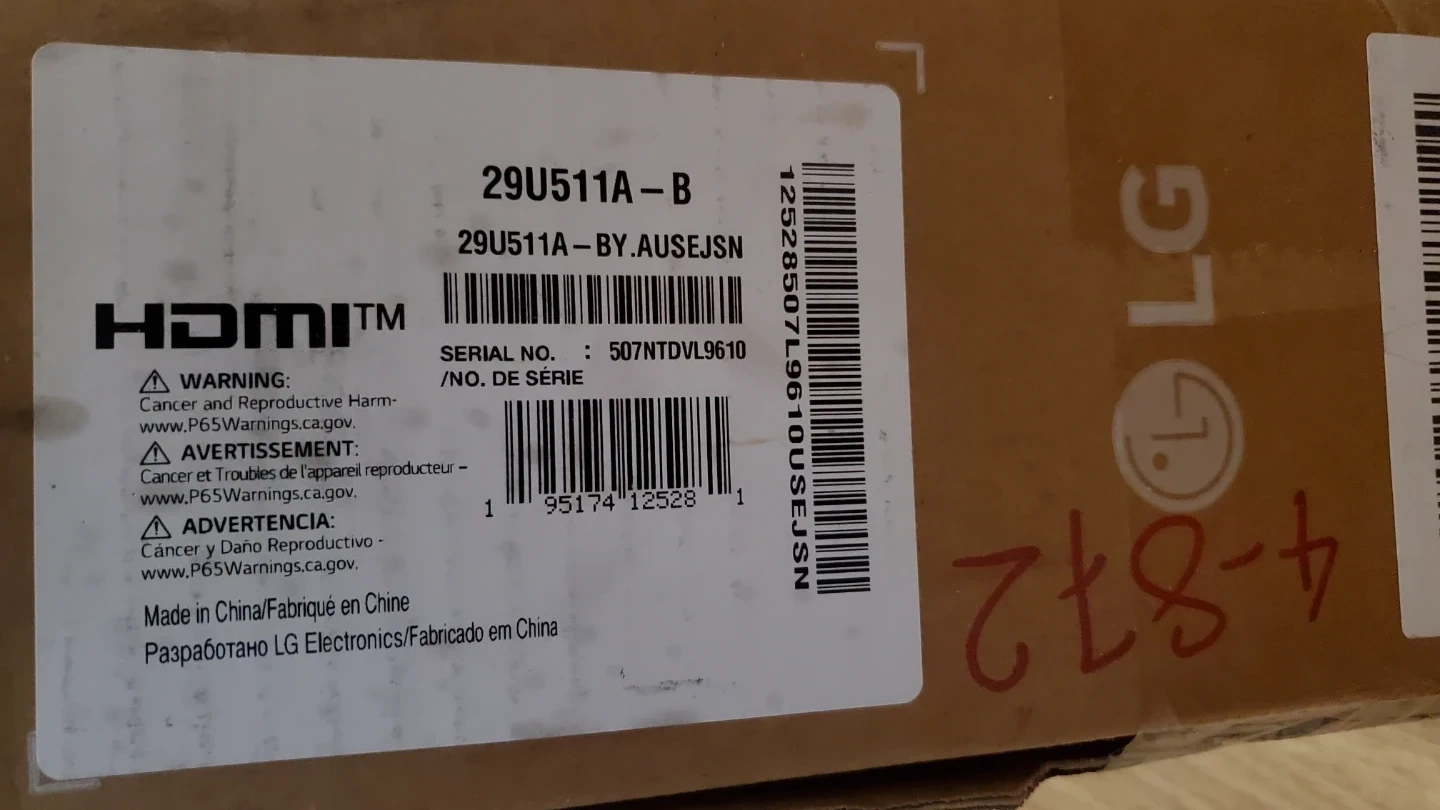 29U511A – B
29U511A – BY.AUSEJSN
HDMI™
SERIAL NO. : 507NTDVL9610
/NO. DE SÉRIE
⚠ WARNING:
Cancer and Reproductive Harm-
www.P65Warnings.ca.gov.
⚠ AVERTISSEMENT:
Cancer et Troubles de l'appareil reproducteur –
www.P65Warnings.ca.gov.
⚠ ADVERTENCIA:
Cáncer y Daño Reproductivo -
www.P65Warnings.ca.gov.
1 95174 12528 1
Made in China/Fabriqué en Chine
Разработано LG Electronics/Fabricado em China
12528507L9610USEJSN
LG
4-872